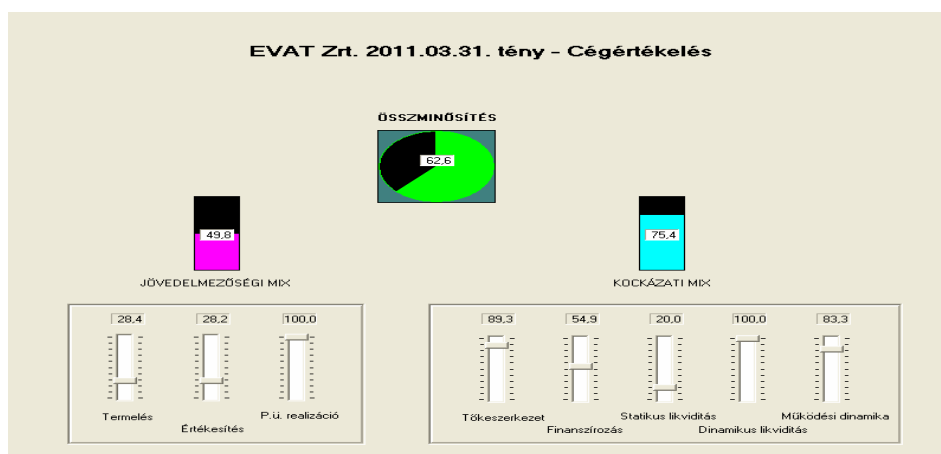 EVAT Zrt. 2011.03.31. tény - Cégértékelés
ÖSSZMINŐSÍTÉS
62,6
49,8
75,4
JÖVEDELMEZŐSÉGI MIX
KOCKÁZATI MIX
28,4 28,2 100,0
89,3 54,9 20,0 100,0 83,3
Termelés
Értékesítés
P.ü. realizáció
Tőkeszerkezet
Finanszírozás
Statikus likviditás
Dinamikus likviditás
Működési dinamika